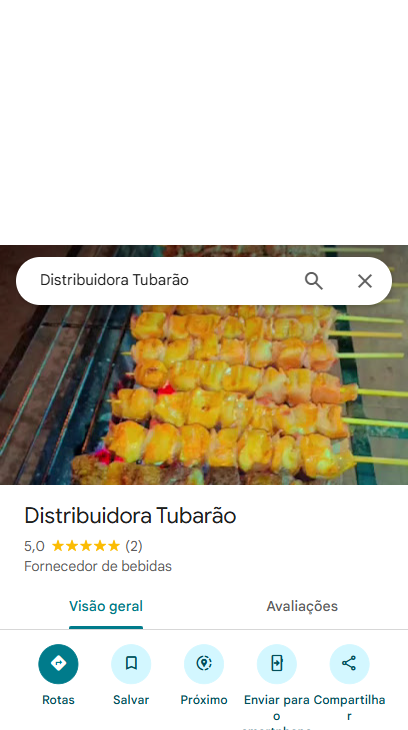 Distribuidora Tubarão
Distribuidora Tubarão
5,0 (2)
Fornecedor de bebidas
Visão geral Avaliações
Rotas Salvar Próximo Enviar para o Compartilhar